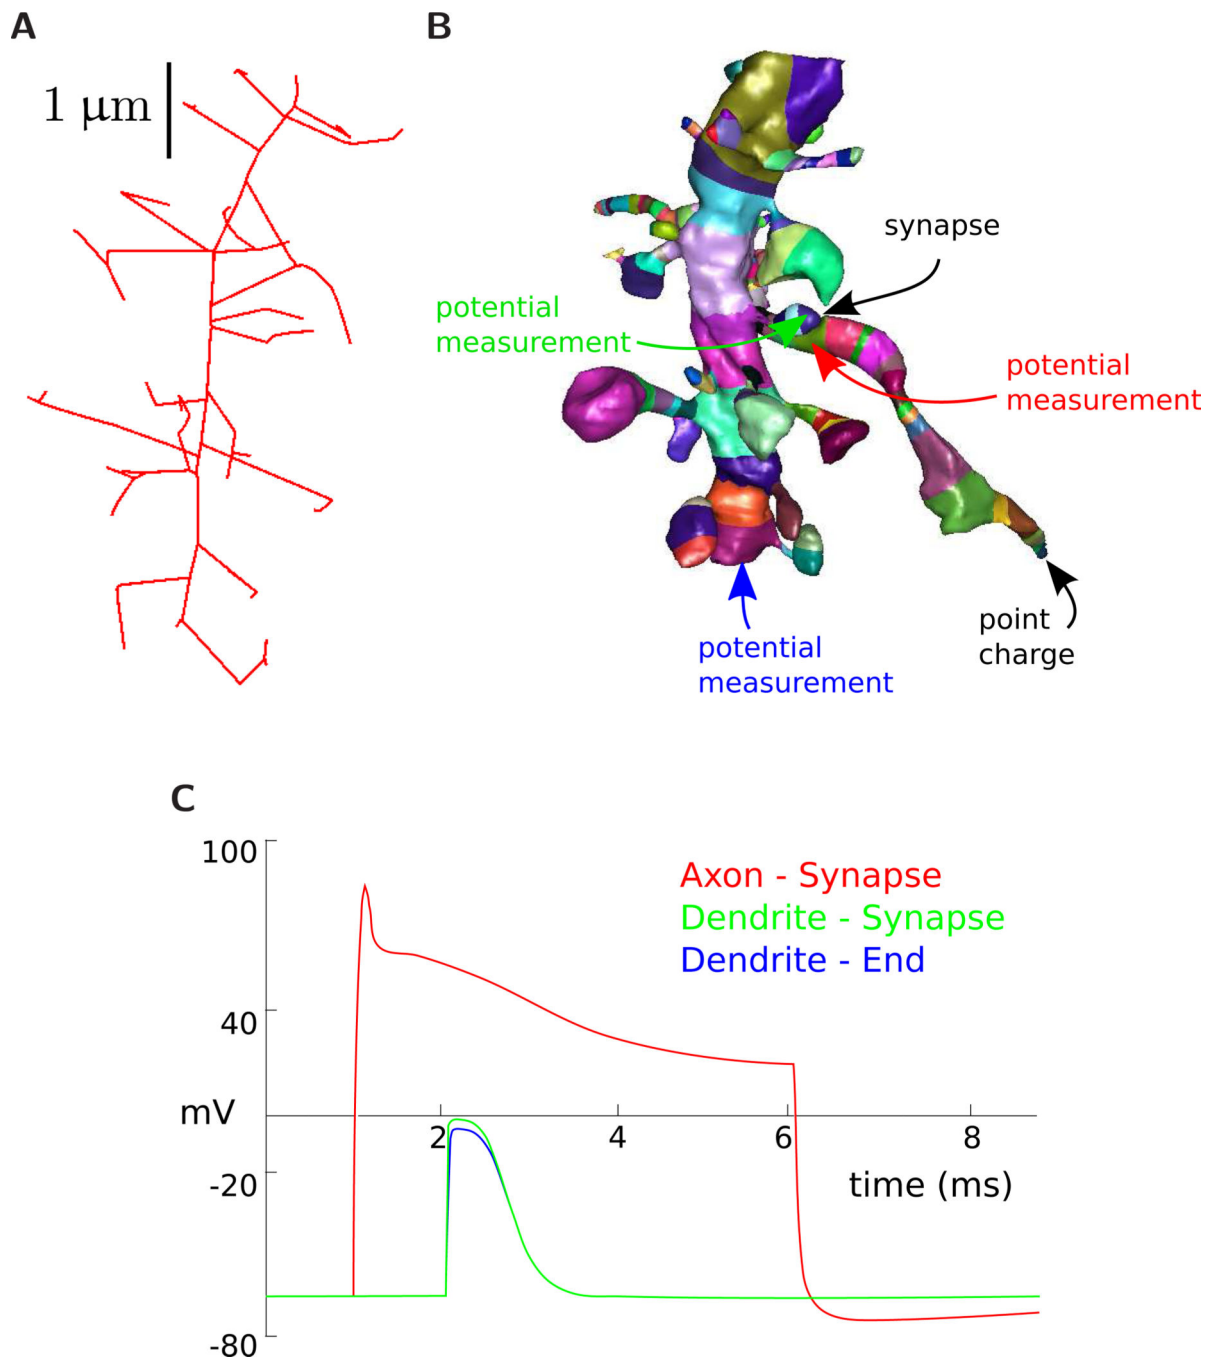 A
1 μm
B
synapse
potential
measurement
potential
measurement
potential
measurement
point
charge
C
100
40
mV
-20
-80
2
4
6
8
time (ms)
Axon - Synapse
Dendrite - Synapse
Dendrite - End